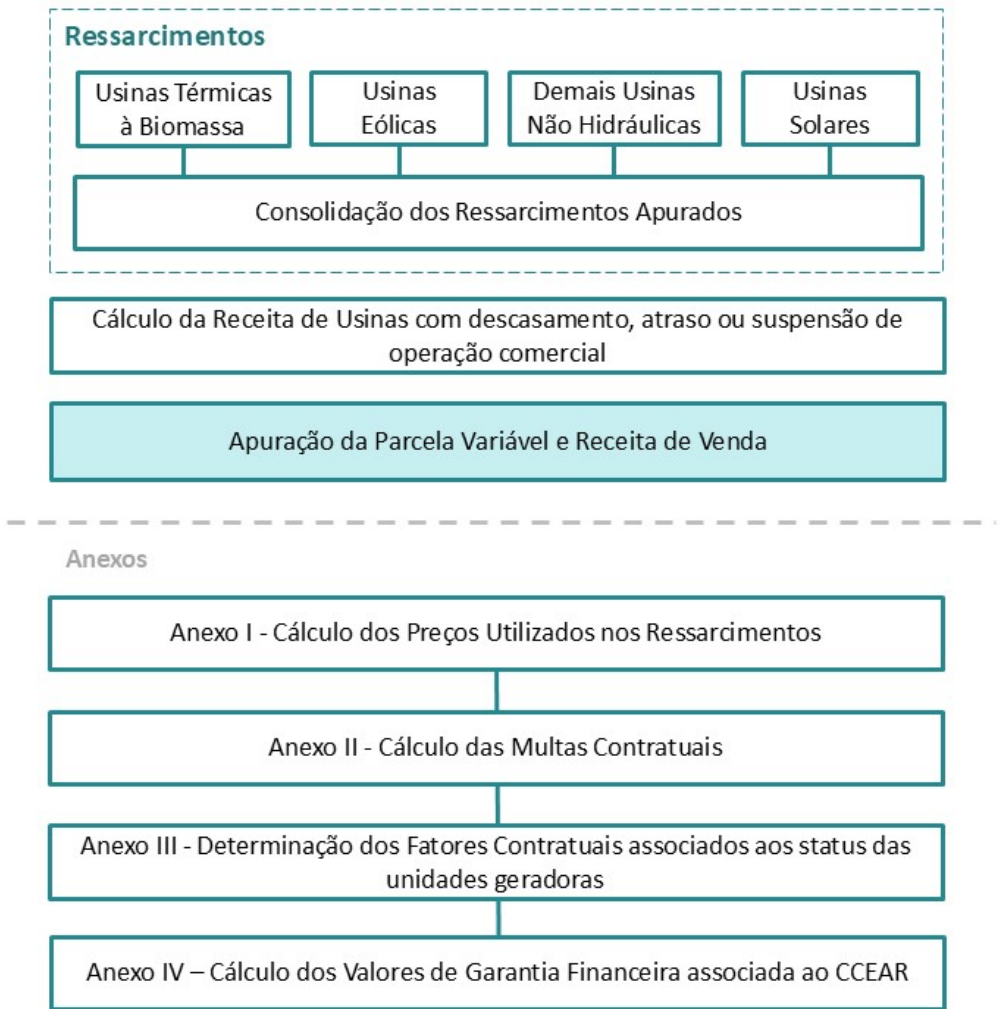 Ressarcimentos
Usinas Térmicas
à Biomassa
Usinas
Eólicas
Demais Usinas
Não Hidráulicas
Usinas
Solares
Consolidação dos Ressarcimentos Apurados
Cálculo da Receita de Usinas com descasamento, atraso ou suspensão de
operação comercial
Apuração da Parcela Variável e Receita de Venda
Anexos
Anexo I - Cálculo dos Preços Utilizados nos Ressarcimentos
Anexo II - Cálculo das Multas Contratuais
Anexo III - Determinação dos Fatores Contratuais associados aos status das
unidades geradoras
Anexo IV – Cálculo dos Valores de Garantia Financeira associada ao CCEAR